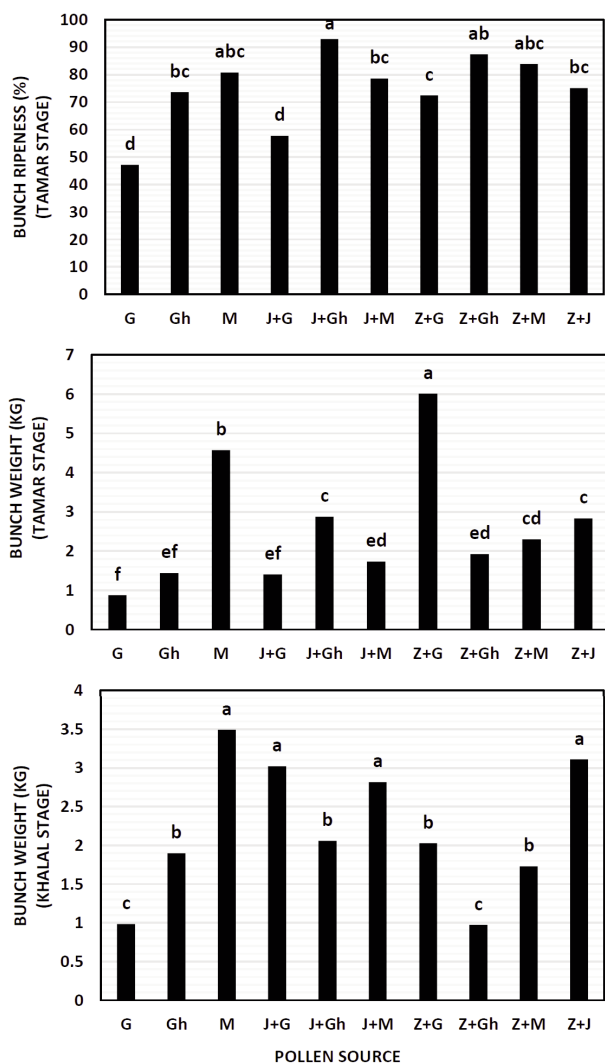 BUNCH RIPENESS (%)
(TAMAR STAGE)
100
90
80
70
60
50
40
30
20
10
0
d bc abc d a bc c ab abc bc
G Gh M J+G J+Gh J+M Z+G Z+Gh Z+M Z+J
BUNCH WEIGHT (KG)
(TAMAR STAGE)
7
6
5
4
3
2
1
0
f ef b ef c ed a ed cd c
G Gh M J+G J+Gh J+M Z+G Z+Gh Z+M Z+J
BUNCH WEIGHT (KG)
(KHALAL STAGE)
4
3.5
3
2.5
2
1.5
1
0.5
0
c b a a b a b c b a
G Gh M J+G J+Gh J+M Z+G Z+Gh Z+M Z+J
POLLEN SOURCE